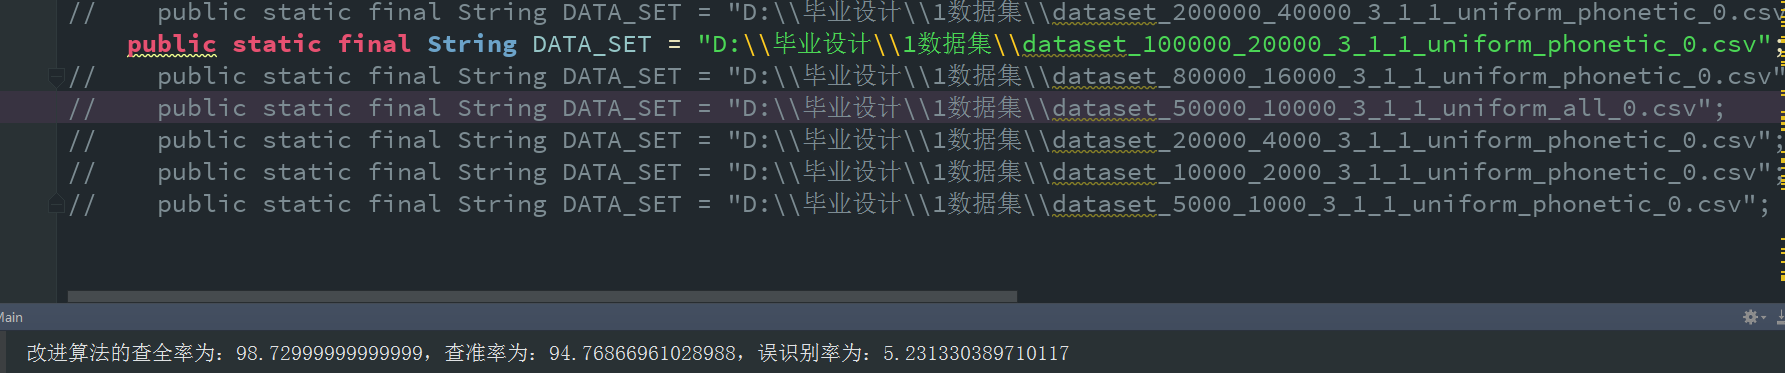 //    public static final String DATA_SET = "D:\\毕业设计\\1数据集\\dataset_200000_40000_3_1_1_uniform_phonetic_0.csv
public static final String DATA_SET = "D:\\毕业设计\\1数据集\\dataset_100000_20000_3_1_1_uniform_phonetic_0.csv";
//    public static final String DATA_SET = "D:\\毕业设计\\1数据集\\dataset_80000_16000_3_1_1_uniform_phonetic_0.csv"
//    public static final String DATA_SET = "D:\\毕业设计\\1数据集\\dataset_50000_10000_3_1_1_uniform_all_0.csv";
//    public static final String DATA_SET = "D:\\毕业设计\\1数据集\\dataset_20000_4000_3_1_1_uniform_phonetic_0.csv";
//    public static final String DATA_SET = "D:\\毕业设计\\1数据集\\dataset_10000_2000_3_1_1_uniform_phonetic_0.csv";
//    public static final String DATA_SET = "D:\\毕业设计\\1数据集\\dataset_5000_1000_3_1_1_uniform_phonetic_0.csv";
Main
改进算法的查全率为：98.72999999999999，查准率为：94.76866961028988，误识别率为：5.231330389710117